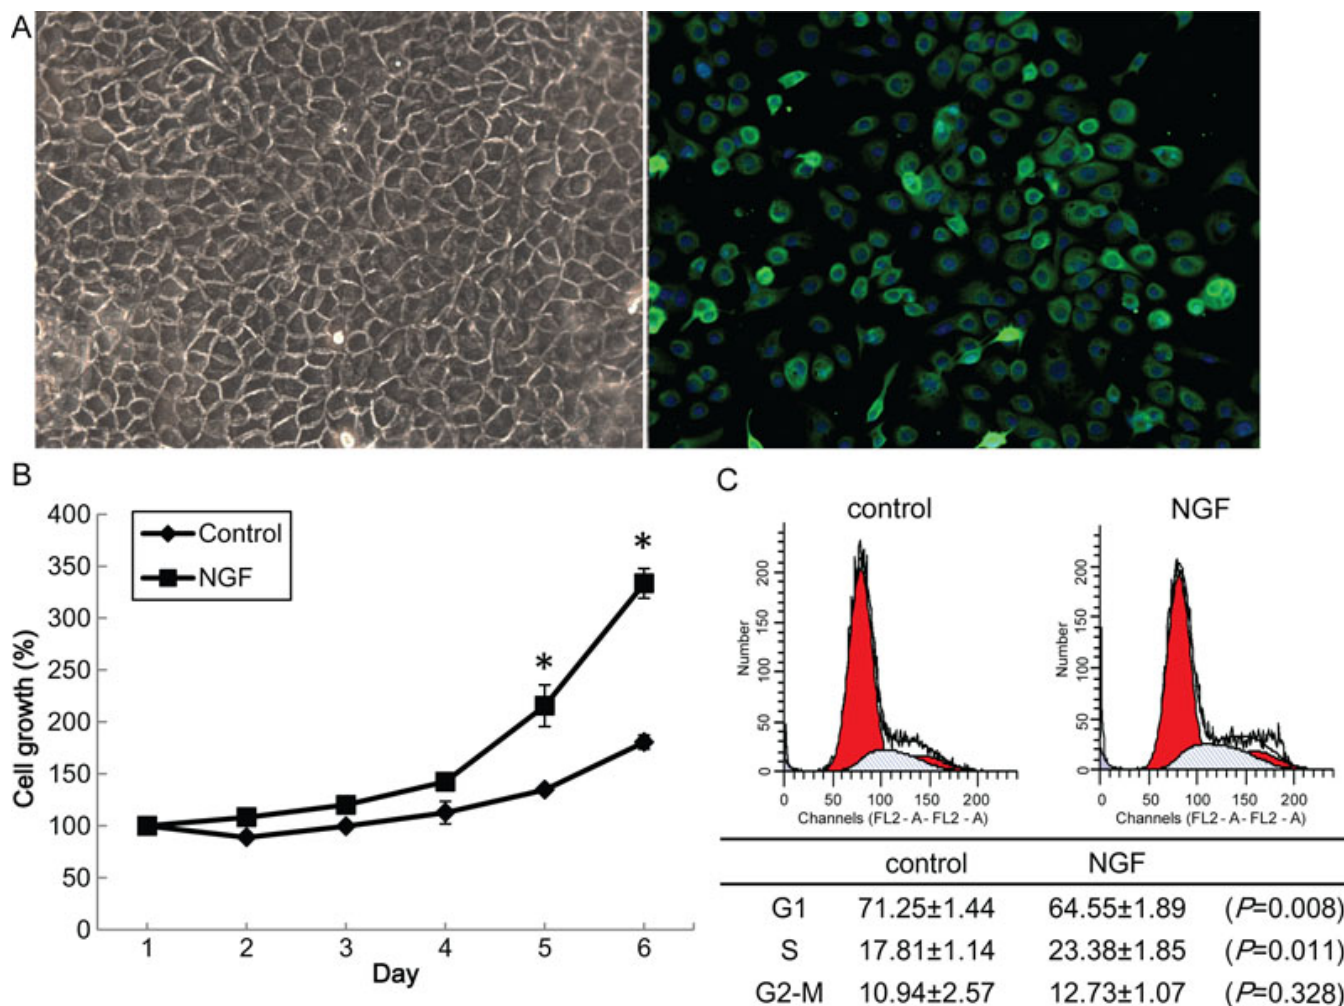 A
B
400
350
300
250
200
150
100
50
0
Cell growth (%)
Control
NGF
*
*
1 2 3 4 5 6
Day
C
control
Number
200
150
100
50
0
0 50 100 150 200
Channels (FL2 - A- FL2 - A)
NGF
Number
200
150
100
50
0
0 50 100 150 200
Channels (FL2 - A- FL2 - A)
control NGF
G1 71.25±1.44 64.55±1.89 (P=0.008)
S 17.81±1.14 23.38±1.85 (P=0.011)
G2-M 10.94±2.57 12.73±1.07 (P=0.328)